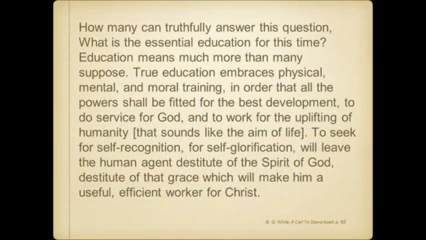 How many can truthfully answer this question,
What is the essential education for this time?
Education means much more than many
suppose. True education embraces physical,
mental, and moral training, in order that all the
powers shall be fitted for the best development, to
do service for God, and to work for the uplifting of
humanity [that sounds like the aim of life]. To seek
for self-recognition, for self-glorification, will leave
the human agent destitute of the Spirit of God,
destitute of that grace which will make him a
useful, efficient worker for Christ.
G. White, A Call To Stand Apart, p.